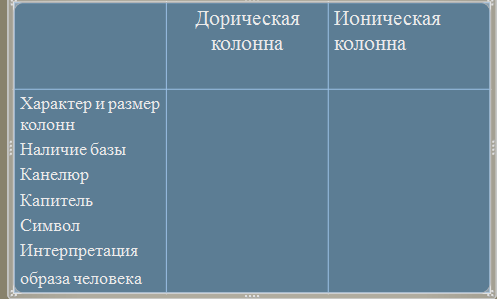 Дорическая
колонна
Ионическая
колонна
Характер и размер
колонн
Наличие базы
Канелюр
Капитель
Символ
Интерпретация
образа человека